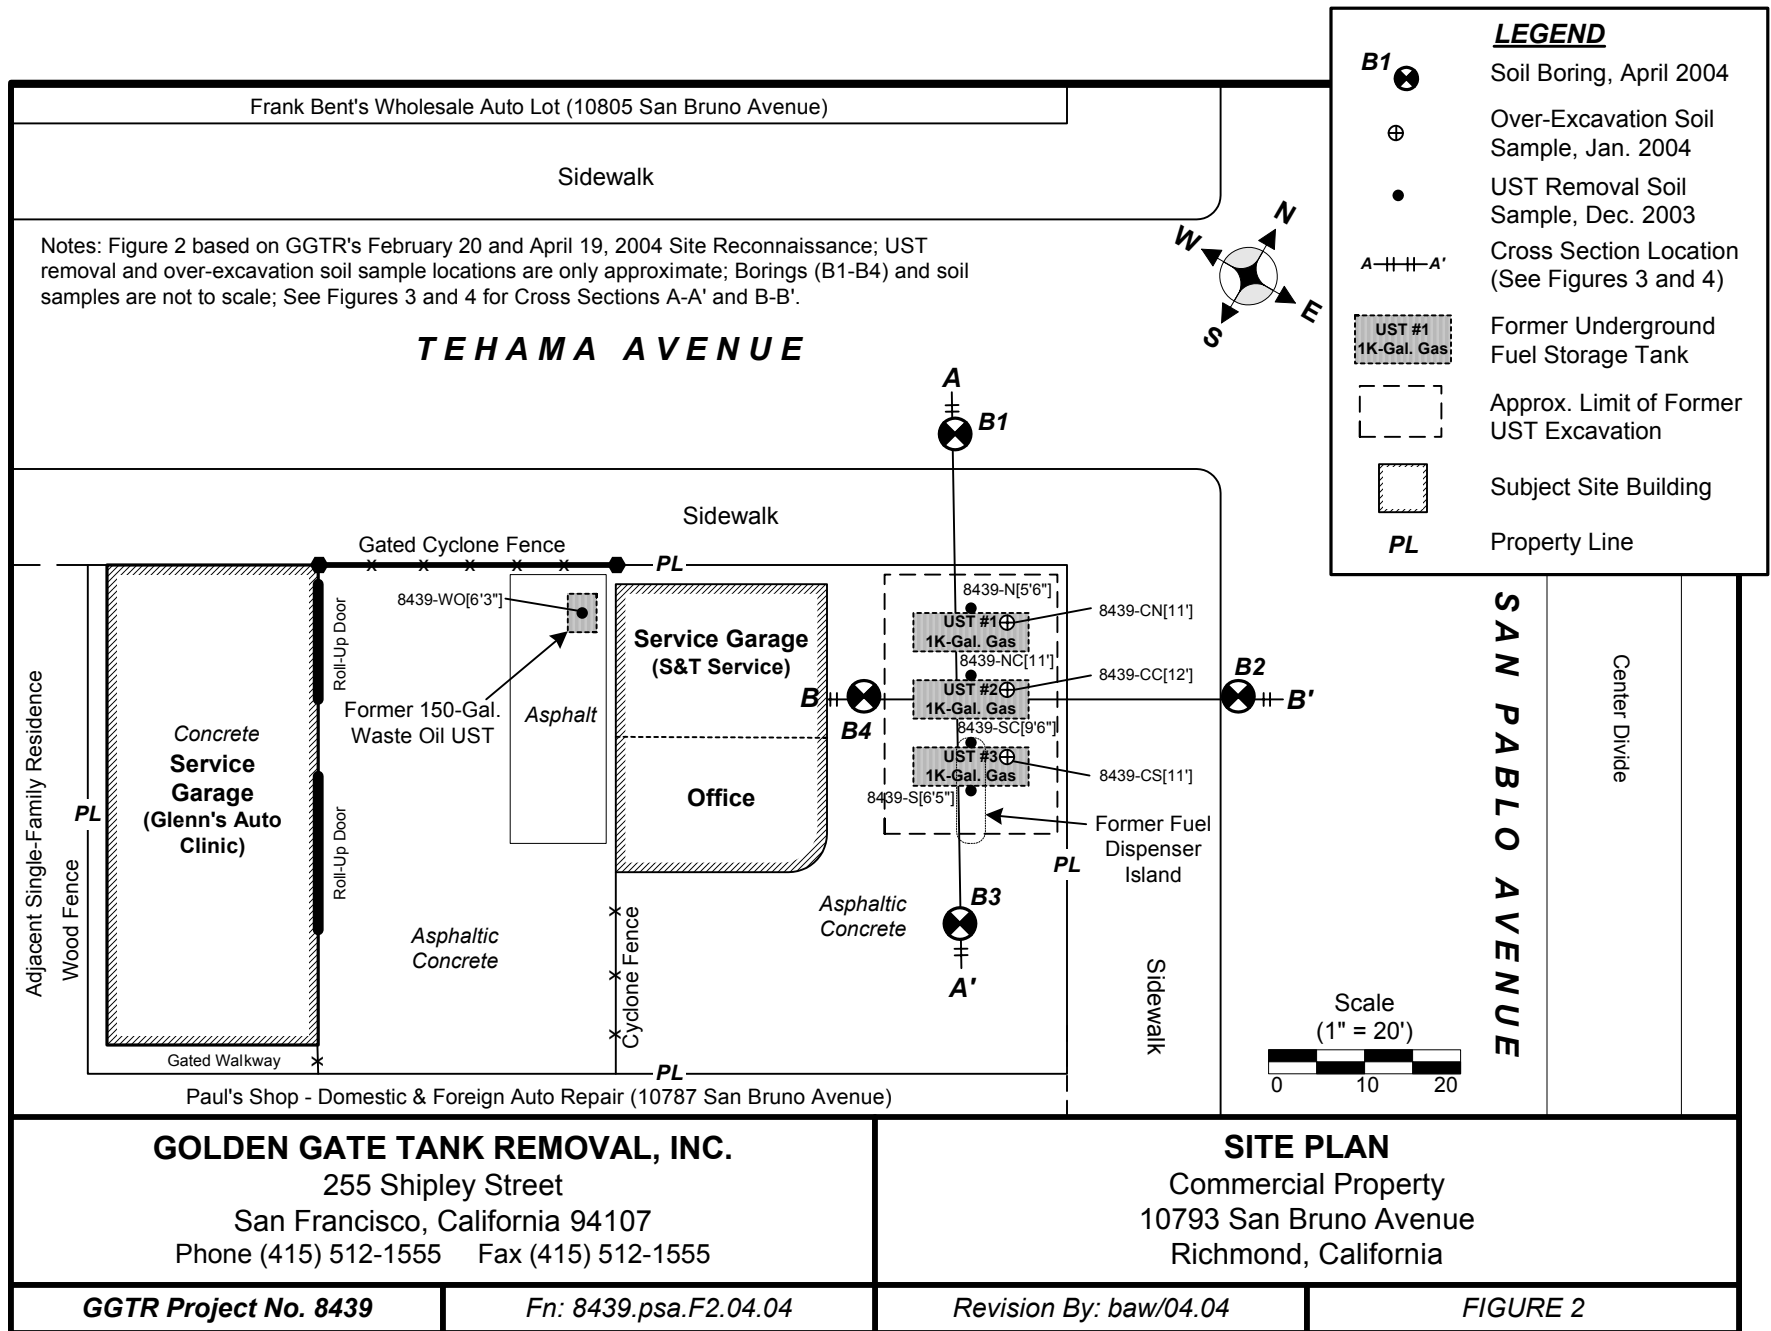 LEGEND
B1
Soil Boring, April 2004
Over-Excavation Soil
Sample, Jan. 2004
UST Removal Soil
Sample, Dec. 2003
A A'
Cross Section Location
(See Figures 3 and 4)
UST #1
1K-Gal. Gas
Former Underground
Fuel Storage Tank
Approx. Limit of Former
UST Excavation
Subject Site Building
PL
Property Line
Frank Bent's Wholesale Auto Lot (10805 San Bruno Avenue)
Sidewalk
Notes: Figure 2 based on GGTR's February 20 and April 19, 2004 Site Reconnaissance; UST
removal and over-excavation soil sample locations are only approximate; Borings (B1-B4) and soil
samples are not to scale; See Figures 3 and 4 for Cross Sections A-A' and B-B'.
N
W
E
S
TEHAMA AVENUE
A
B1
Sidewalk
Gated Cyclone Fence
PL
8439-WO[6'3"]
8439-N[5'6"]
8439-CN[11']
UST #1
1K-Gal. Gas
8439-NC[11']
8439-CC[12']
UST #2
1K-Gal. Gas
8439-SC[9'6"]
UST #3
1K-Gal. Gas
8439-CS[11']
8439-S[6'5"]
Service Garage
(S&T Service)
Office
B
B4
B2
B'
Former 150-Gal.
Waste Oil UST
Asphalt
Roll-Up Door
Roll-Up Door
Concrete
Service
Garage
(Glenn's Auto
Clinic)
PL
Adjacent Single-Family Residence
Wood Fence
Former Fuel
Dispenser
Island
PL
B3
A'
Asphaltic
Concrete
Asphaltic
Concrete
Cyclone Fence
Gated Walkway
PL
Sidewalk
SAN PABLO AVENUE
Center Divide
Scale
(1" = 20')
0 10 20
Paul's Shop - Domestic & Foreign Auto Repair (10787 San Bruno Avenue)
GOLDEN GATE TANK REMOVAL, INC.
255 Shipley Street
San Francisco, California 94107
Phone (415) 512-1555 Fax (415) 512-1555
SITE PLAN
Commercial Property
10793 San Bruno Avenue
Richmond, California
GGTR Project No. 8439
Fn: 8439.psa.F2.04.04
Revision By: baw/04.04
FIGURE 2